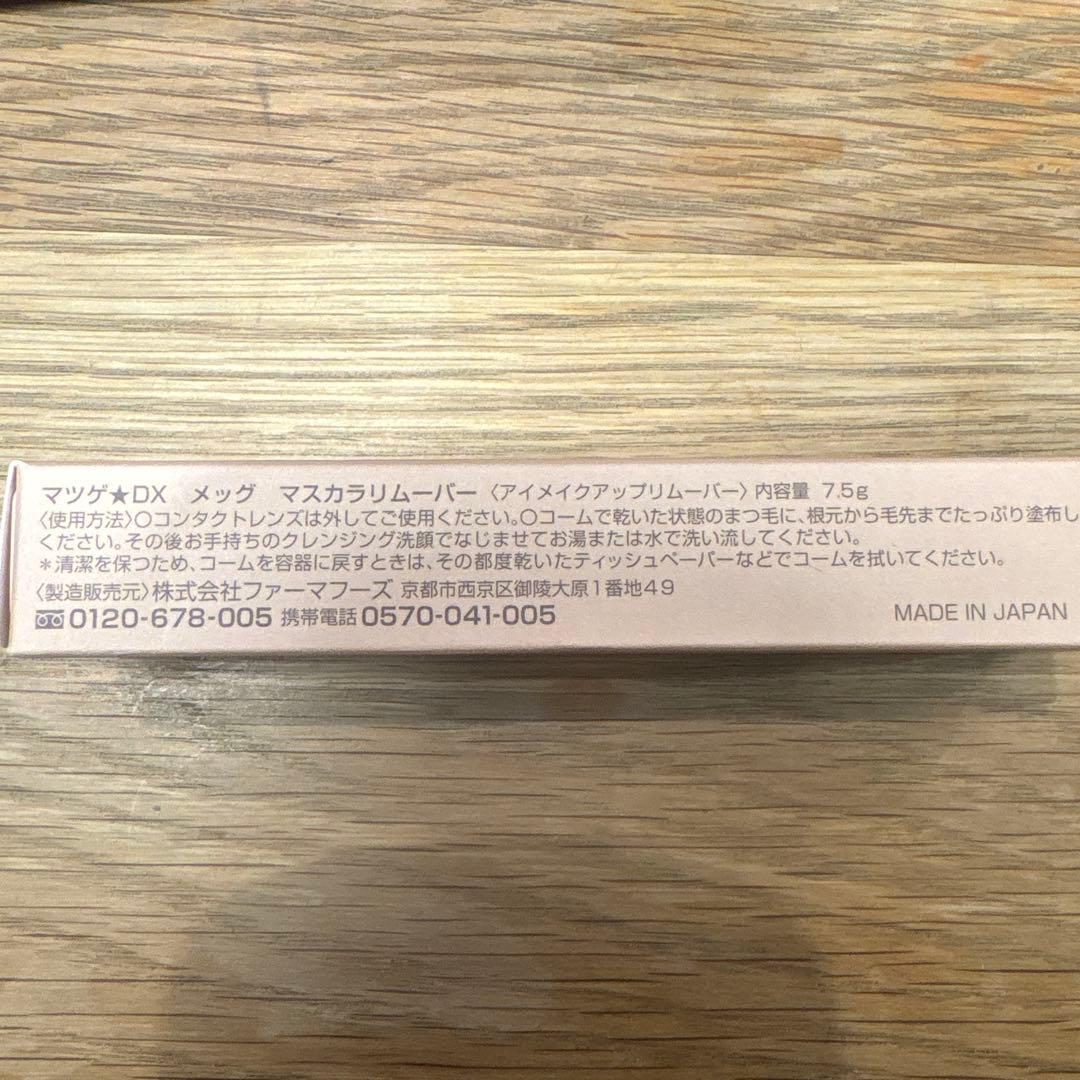 マツゲ★DX メッグ マスカラリムーバー 〈アイメイクアップリムーバー〉 内容量 7.5g
〈使用方法〉〇コンタクトレンズは外してご使用ください。〇コームで乾いた状態のまつ毛に、根元から毛先までたっぷり塗布し
ください。その後お手持ちのクレンジング洗顔でなじませてお湯または水で洗い流してください。
＊清潔を保つため、コームを容器に戻すときは、その都度乾いたティッシュペーパーなどでコームを拭いてください。
〈製造販売元〉株式会社ファーマフーズ 京都市西京区御陵大原1番地49
0120-678-005 携帯電話 0570-041-005 MADE IN JAPAN